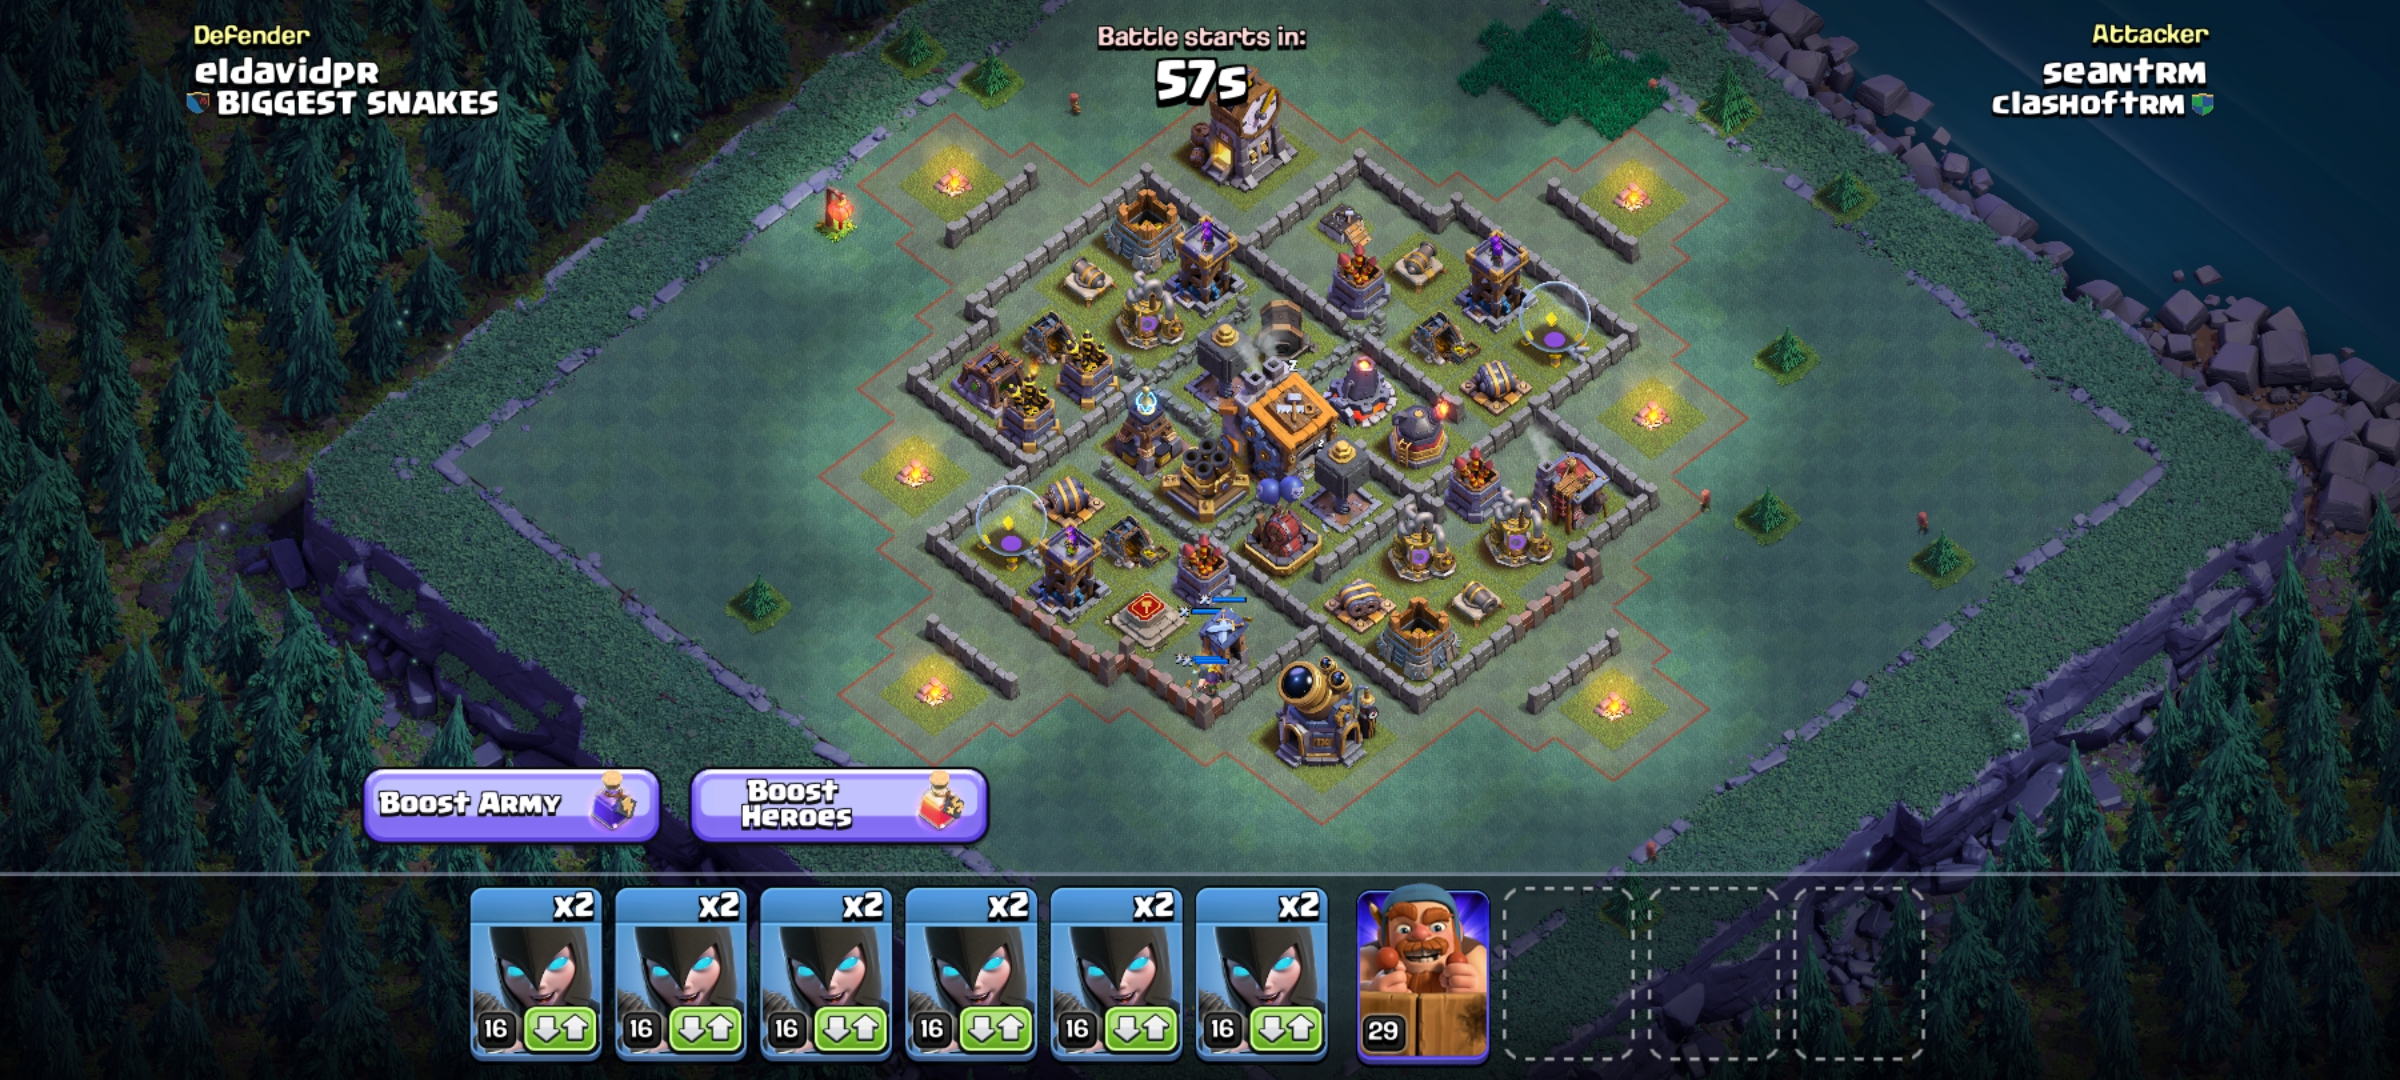 Defender
eldavidpr
BIGGEST SNAKES
Battle starts in:
57s
Attacker
seantRM
clashoftRM
Boost Army
Boost
Heroes
x2
x2
x2
x2
x2
x2
16
16
16
16
16
16
29